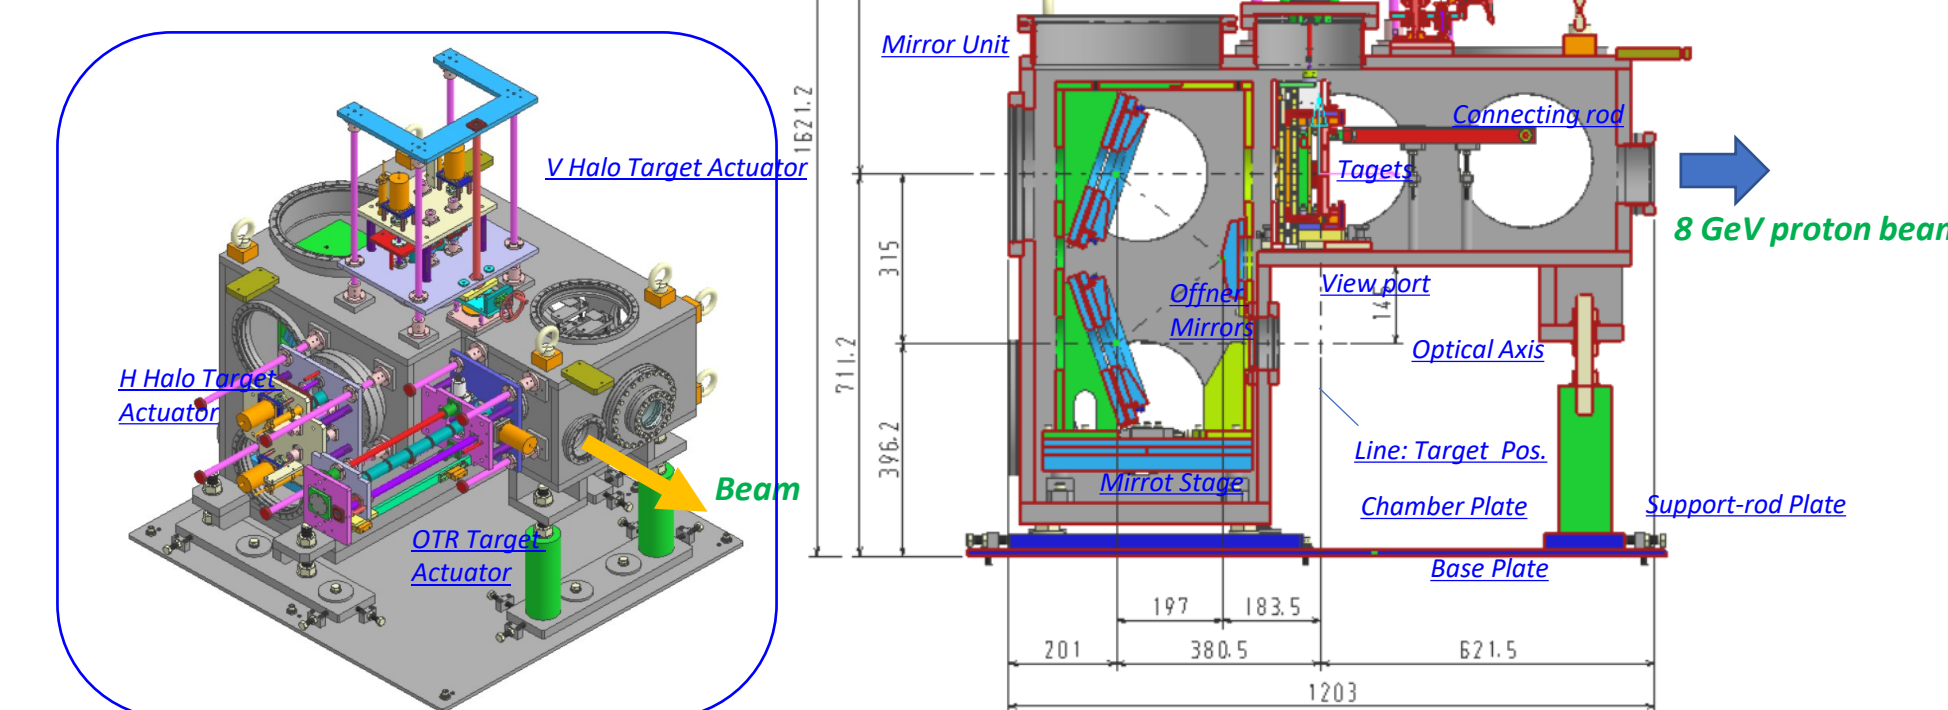 Mirror Unit
1621.2
Connecting rod
V Halo Target Actuator
Tagets
8 GeV proton beam
315
View port
Offner
Mirrors
Optical Axis
711.2
H Halo Target
Actuator
396.2
Line: Target Pos.
Beam
Mirrot Stage
Chamber Plate
Support-rod Plate
OTR Target
Actuator
Base Plate
197
183.5
201
380.5
621.5
1203